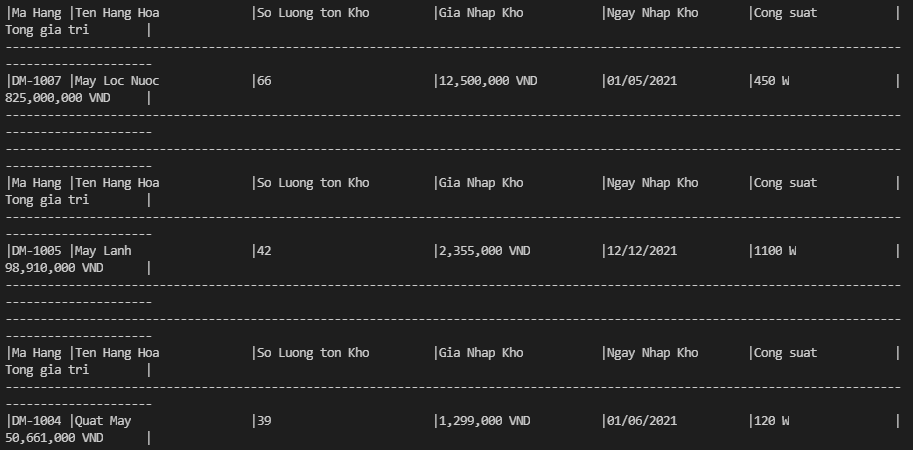 |Ma Hang |Ten Hang Hoa |So Luong ton Kho |Gia Nhap Kho |Ngay Nhap Kho |Cong suat |
Tong gia tri |
--------------------------------------------------------------------------------------------------------------------------------
---------------------
|DM-1007 |May Loc Nuoc |66 |12,500,000 VND |01/05/2021 |450 W |
825,000,000 VND |
--------------------------------------------------------------------------------------------------------------------------------
---------------------
--------------------------------------------------------------------------------------------------------------------------------
---------------------
|Ma Hang |Ten Hang Hoa |So Luong ton Kho |Gia Nhap Kho |Ngay Nhap Kho |Cong suat |
Tong gia tri |
--------------------------------------------------------------------------------------------------------------------------------
---------------------
|DM-1005 |May Lanh |42 |2,355,000 VND |12/12/2021 |1100 W |
98,910,000 VND |
--------------------------------------------------------------------------------------------------------------------------------
---------------------
--------------------------------------------------------------------------------------------------------------------------------
---------------------
|Ma Hang |Ten Hang Hoa |So Luong ton Kho |Gia Nhap Kho |Ngay Nhap Kho |Cong suat |
Tong gia tri |
--------------------------------------------------------------------------------------------------------------------------------
---------------------
|DM-1004 |Quat May |39 |1,299,000 VND |01/06/2021 |120 W |
50,661,000 VND |